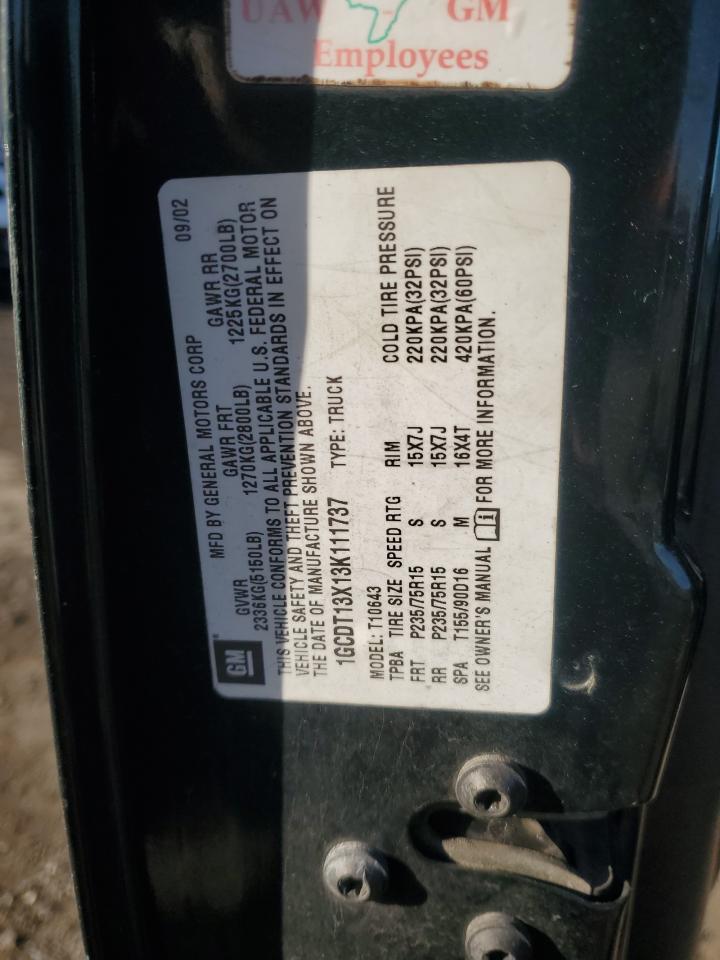 UAW - GM
Employees
MFD BY GENERAL MOTORS CORP 09/02
GVWR GAWR FRT GAWR RR
2336KG(5150LB) 1270KG(2800LB) 1225KG(2700LB)
THIS VEHICLE CONFORMS TO ALL APPLICABLE U.S. FEDERAL MOTOR
VEHICLE SAFETY AND THEFT PREVENTION STANDARDS IN EFFECT ON
THE DATE OF MANUFACTURE SHOWN ABOVE.
GM
1GCDT13X13K111737 TYPE: TRUCK
MODEL: T10643
TPBA TIRE SIZE SPEED RTG RIM COLD TIRE PRESSURE
FRT P235/75R15 S 15X7J 220KPA(32PSI)
RR P235/75R15 S 15X7J 220KPA(32PSI)
SPA T155/90D16 M 16X4T 420KPA(60PSI)
SEE OWNER'S MANUAL i FOR MORE INFORMATION.